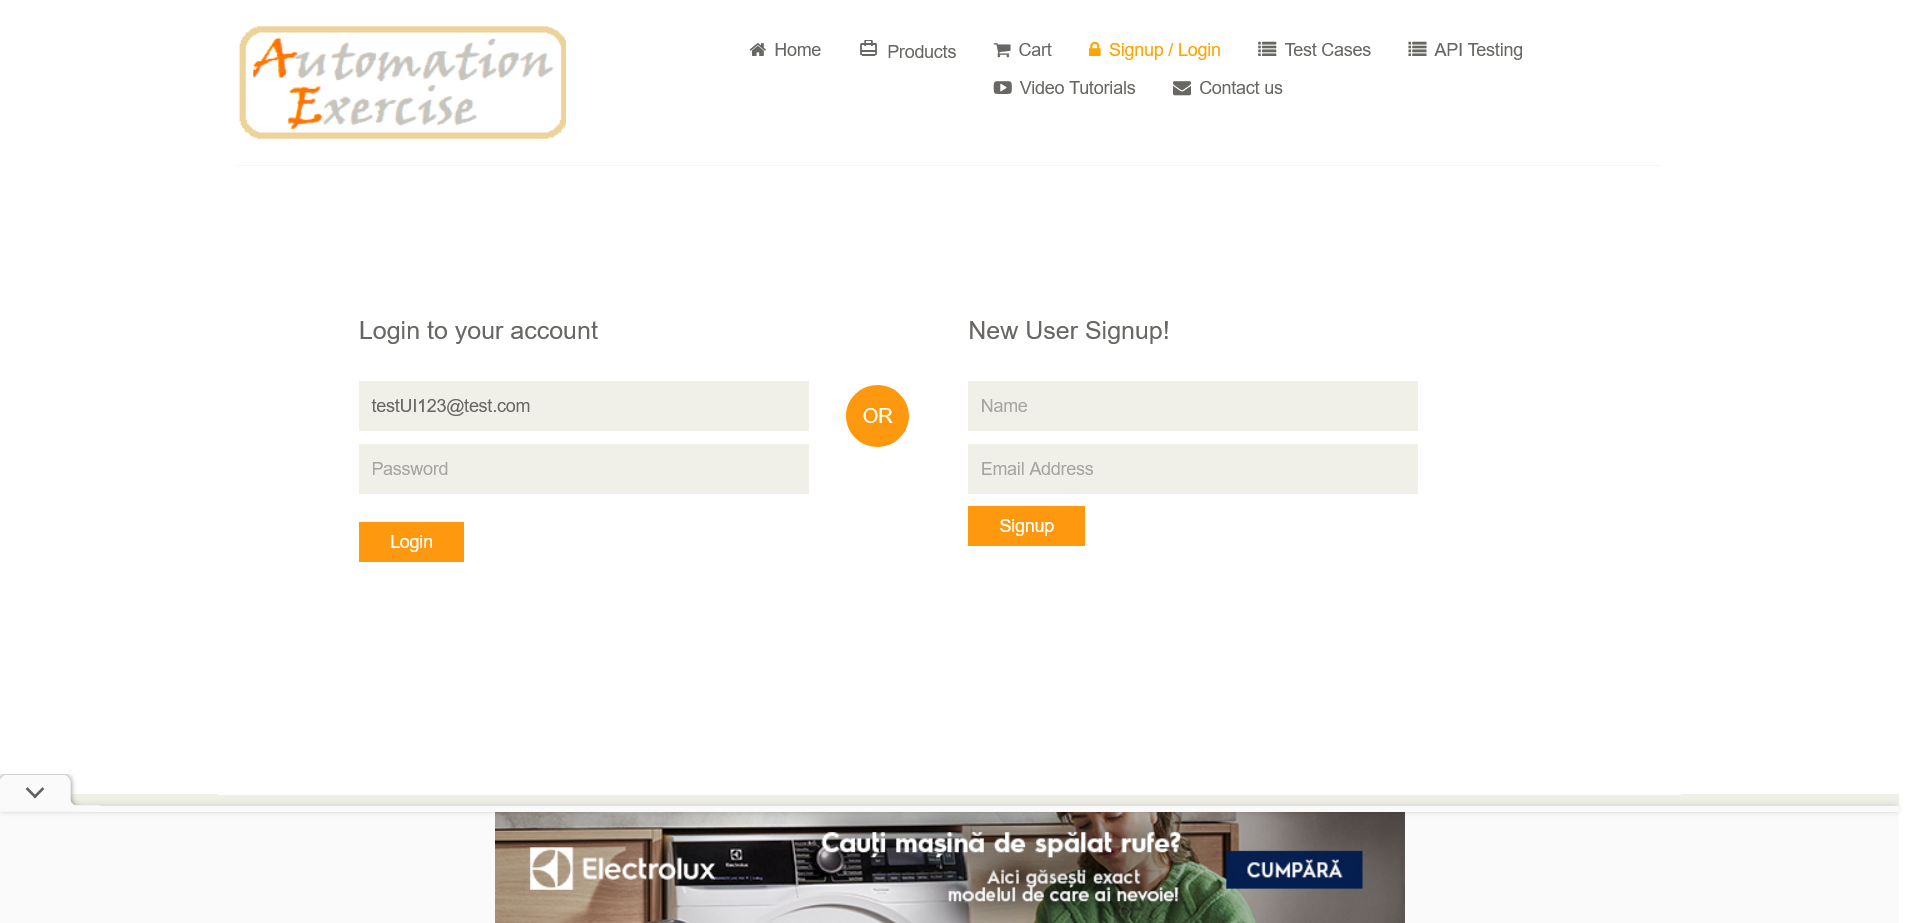 Automation
Exercise
Home
Products
Cart
Signup / Login
Test Cases
API Testing
Video Tutorials
Contact us
Login to your account
testUI123@test.com
Password
Login
OR
New User Signup!
Name
Email Address
Signup
Electrolux
Cauți mașină de spălat rufe?
Aici găsești exact
modelul de care ai nevoie!
CUMPĂRĂ